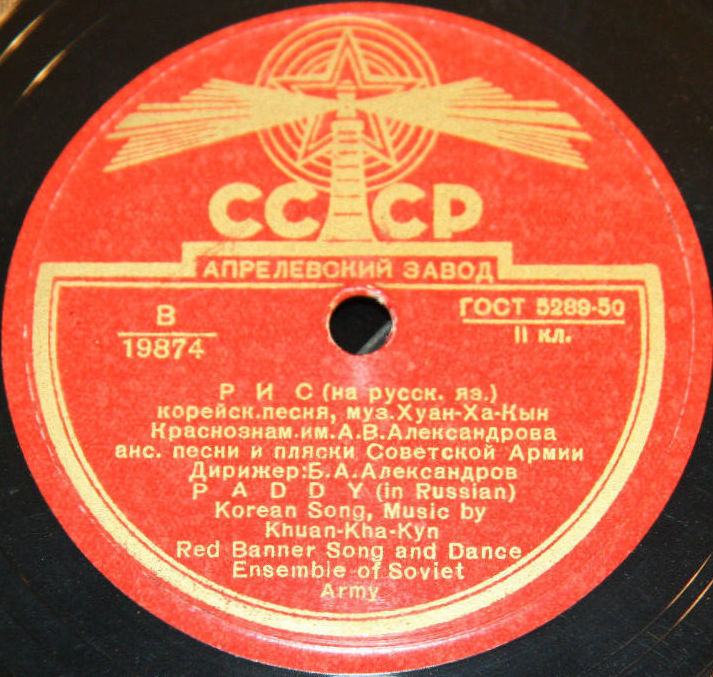 СССР
АПРЕЛЕВСКИЙ ЗАВОД
В
19874
ГОСТ 5289-50
II кл.
Р И С (на русск. яз.)
корейск.песня, муз.Хуан-Ха-Кын
Краснознам.им.А.В.Александрова
анс. песни и пляски Советской Армии
Дирижер:Б.А.Александров
P A D D Y (in Russian)
Korean Song, Music by
Khuan-Kha-Kyn
Red Banner Song and Dance
Ensemble of Soviet
Army